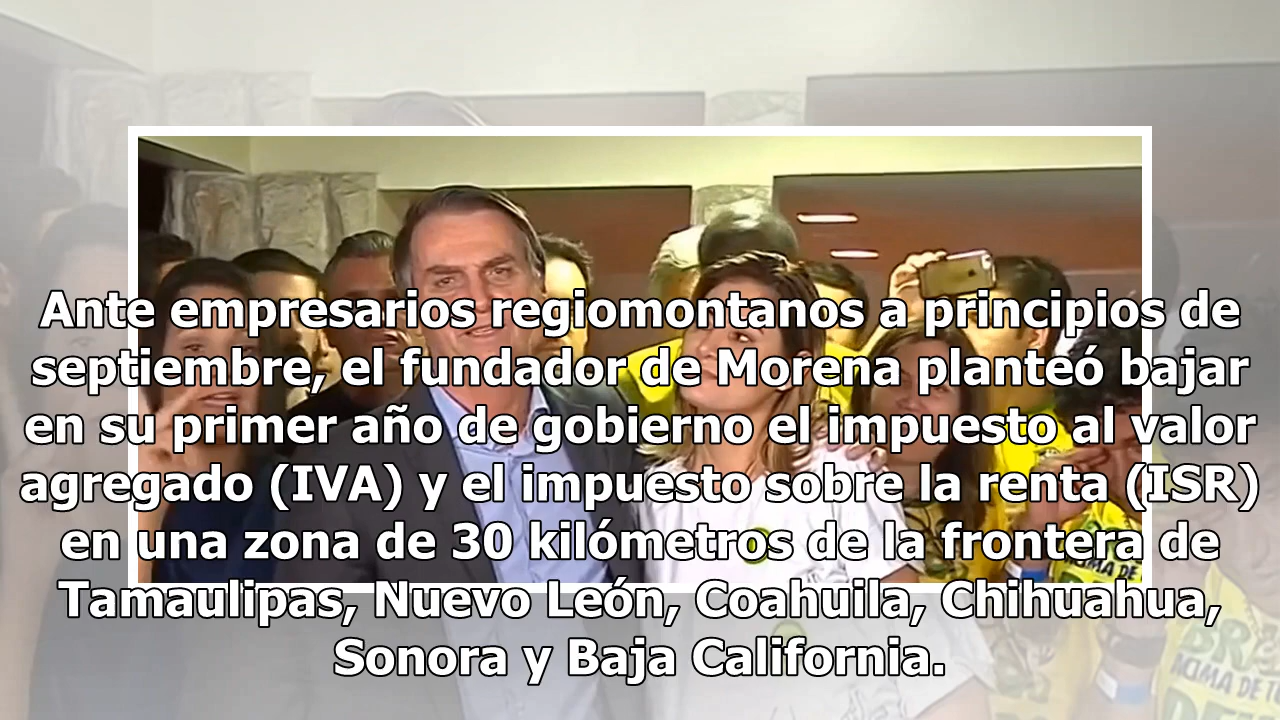 Ante empresarios regiomontanos a principios de
septiembre, el fundador de Morena planteó bajar
en su primer año de gobierno el impuesto al valor
agregado (IVA) y el impuesto sobre la renta (ISR)
en una zona de 30 kilómetros de la frontera de
Tamaulipas, Nuevo León, Coahuila, Chihuahua,
Sonora y Baja California.
ACIMA DE T